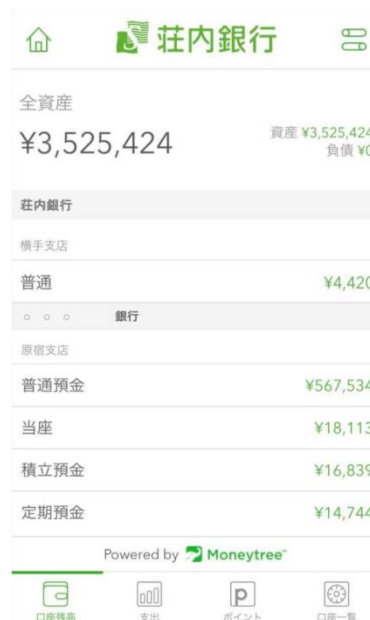 荘内銀行
全資産
¥3,525,424
資産 ¥3,525,424
負債 ¥0
荘内銀行
横手支店
普通 ¥4,420
○ ○ ○ 銀行
原宿支店
普通預金 ¥567,534
当座 ¥18,113
積立預金 ¥16,839
定期預金 ¥14,744
Powered by Moneytree
口座残高 支出 ポイント 口座一覧